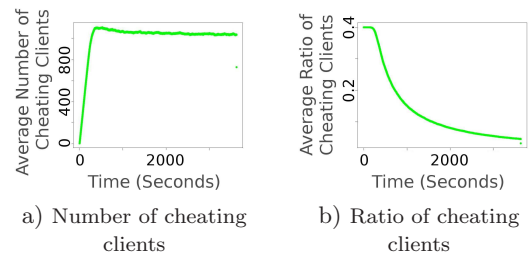 Average Number of
Cheating Clients
0 400 800
0 2000
Time (Seconds)
a) Number of cheating
clients
Average Ratio of
Cheating Clients
0.2 0.4
0 2000
Time (Seconds)
b) Ratio of cheating
clients